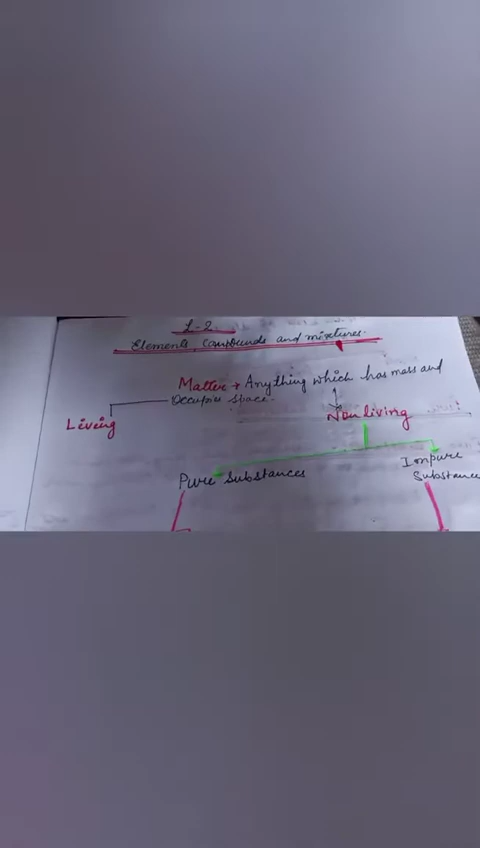 L-2
Elements Compounds and mixtures.
Matter → Anything which has mass and
Occupies space.
Living
Non living
Pure Substances
Impure
Substances